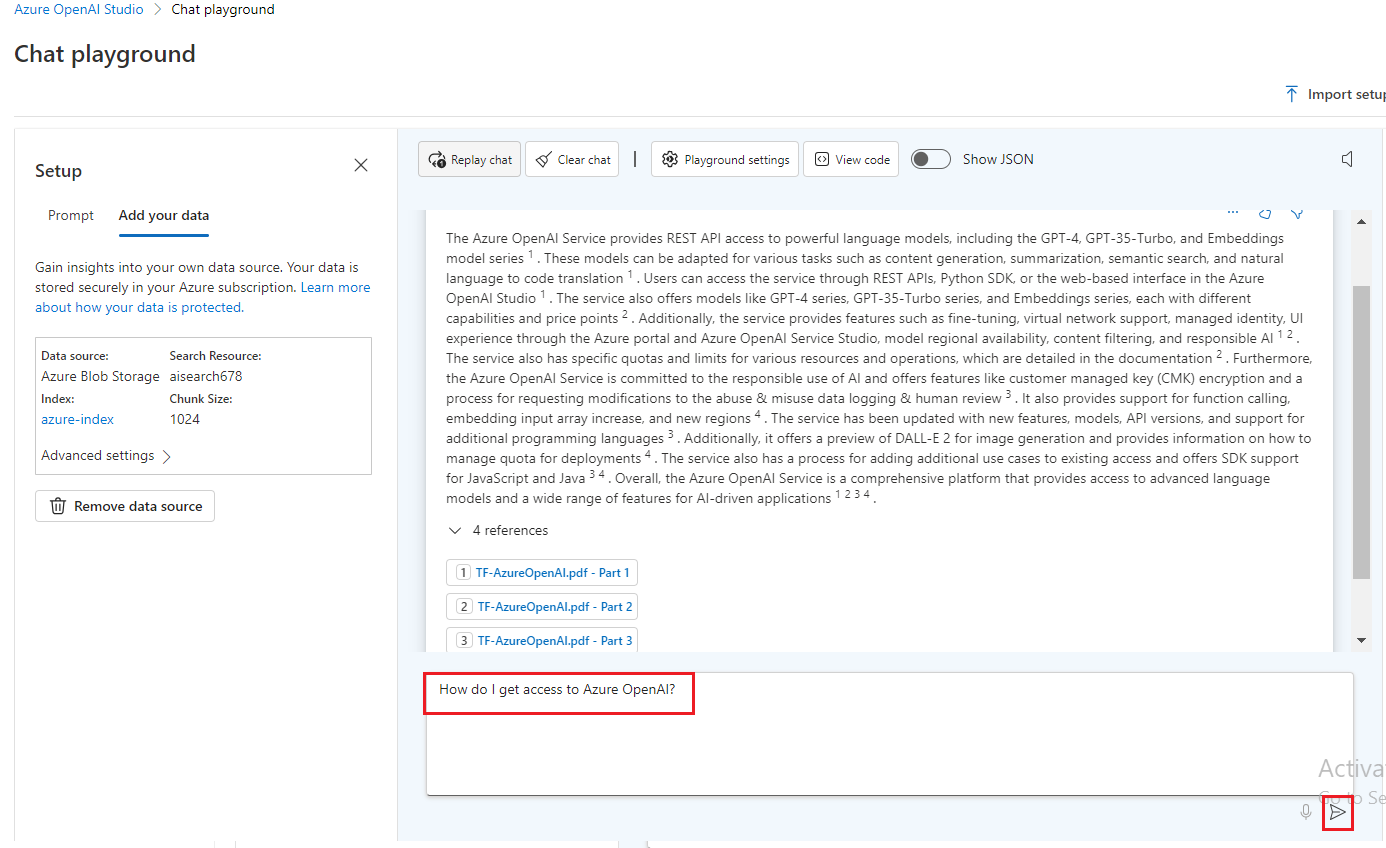 Azure OpenAI Studio > Chat playground
Chat playground
Import setup
Setup
Prompt Add your data
Gain insights into your own data source. Your data is
stored securely in your Azure subscription. Learn more
about how your data is protected.
Data source: Search Resource:
Azure Blob Storage aisearch678
Index: Chunk Size:
azure-index 1024
Advanced settings
Remove data source
Replay chat Clear chat | Playground settings View code Show JSON
The Azure OpenAI Service provides REST API access to powerful language models, including the GPT-4, GPT-35-Turbo, and Embeddings
model series 1 . These models can be adapted for various tasks such as content generation, summarization, semantic search, and natural
language to code translation 1 . Users can access the service through REST APIs, Python SDK, or the web-based interface in the Azure
OpenAI Studio 1 . The service also offers models like GPT-4 series, GPT-35-Turbo series, and Embeddings series, each with different
capabilities and price points 2 . Additionally, the service provides features such as fine-tuning, virtual network support, managed identity, UI
experience through the Azure portal and Azure OpenAI Service Studio, model regional availability, content filtering, and responsible AI 1 2 .
The service also has specific quotas and limits for various resources and operations, which are detailed in the documentation 2 . Furthermore,
the Azure OpenAI Service is committed to the responsible use of AI and offers features like customer managed key (CMK) encryption and a
process for requesting modifications to the abuse & misuse data logging & human review 3 . It also provides support for function calling,
embedding input array increase, and new regions 4 . The service has been updated with new features, models, API versions, and support for
additional programming languages 3 . Additionally, it offers a preview of DALL-E 2 for image generation and provides information on how to
manage quota for deployments 4 . The service also has a process for adding additional use cases to existing access and offers SDK support
for JavaScript and Java 3 4 . Overall, the Azure OpenAI Service is a comprehensive platform that provides access to advanced language
models and a wide range of features for AI-driven applications 1 2 3 4 .
4 references
1 TF-AzureOpenAI.pdf - Part 1
2 TF-AzureOpenAI.pdf - Part 2
3 TF-AzureOpenAI.pdf - Part 3
How do I get access to Azure OpenAI?
Activa
Go to Se